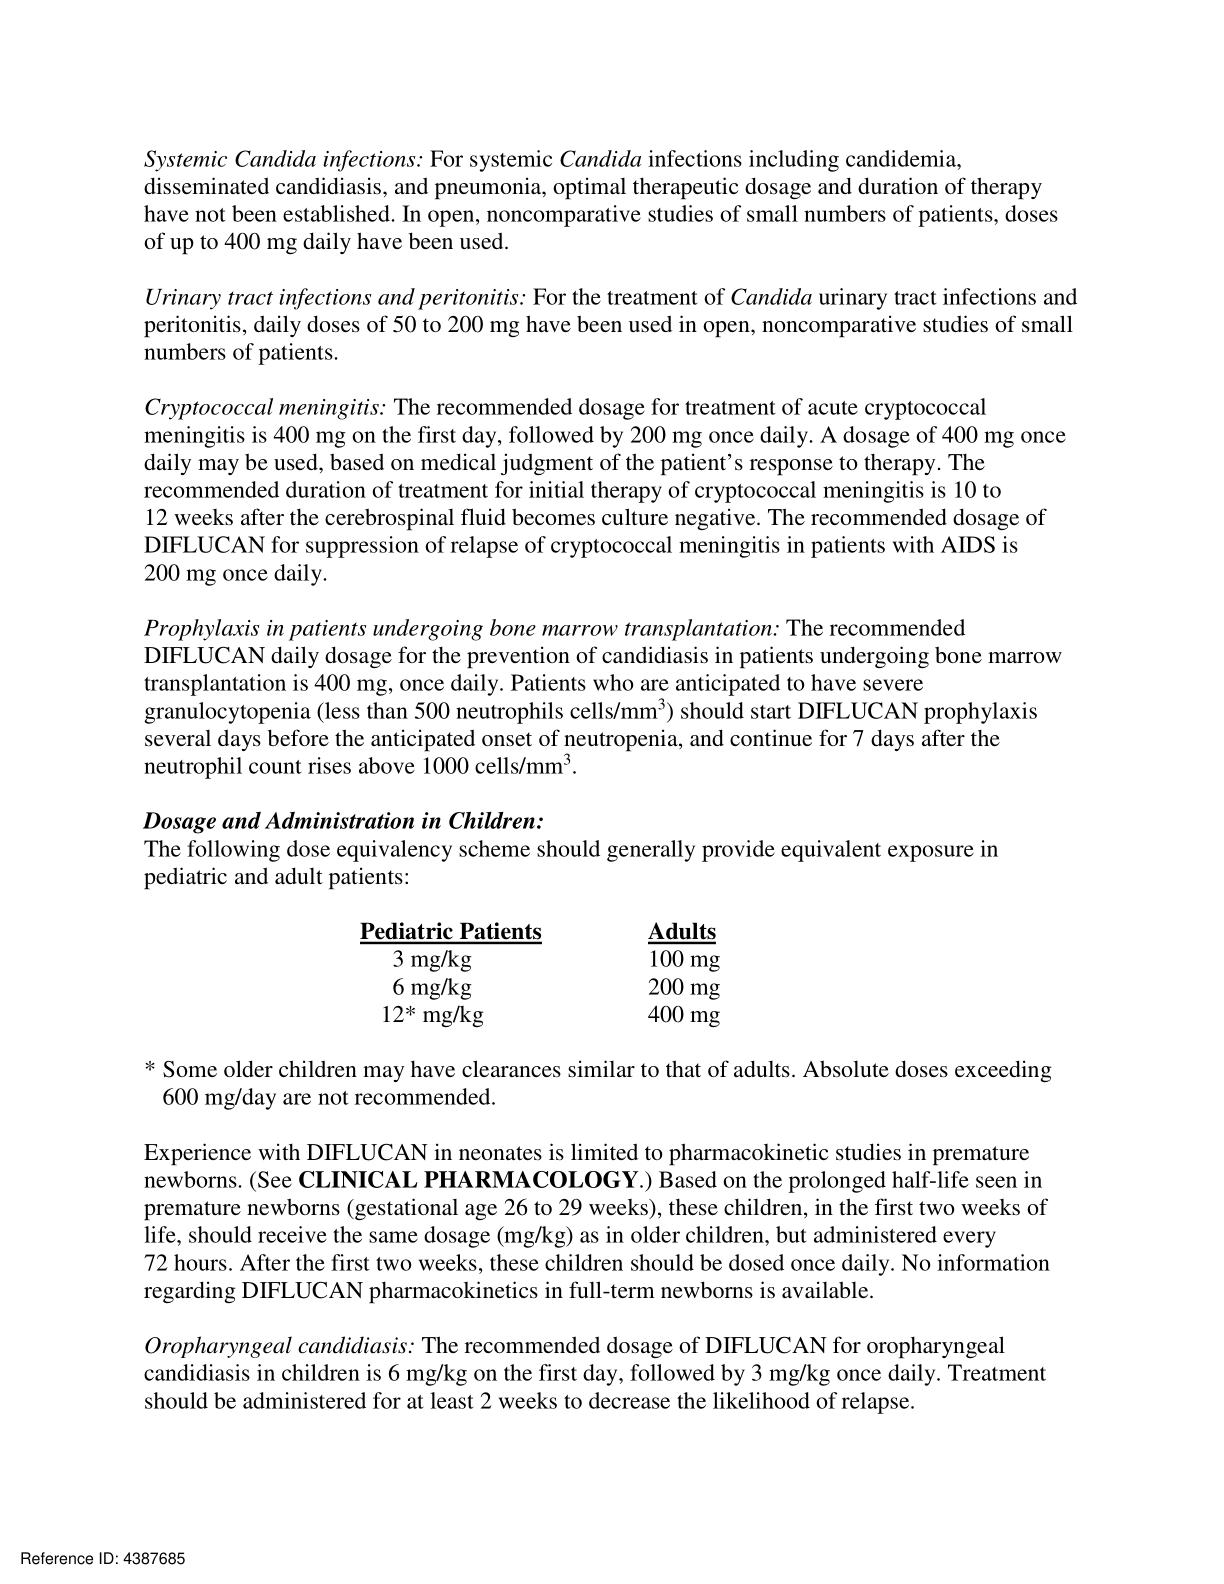 Systemic Candida infections: For systemic Candida infections including candidemia,
disseminated candidiasis, and pneumonia, optimal therapeutic dosage and duration of therapy
have not been established. In open, noncomparative studies of small numbers of patients, doses
of up to 400 mg daily have been used.
Urinary tract infections and peritonitis: For the treatment of Candida urinary tract infections and
peritonitis, daily doses of 50 to 200 mg have been used in open, noncomparative studies of small
numbers of patients.
Cryptococcal meningitis: The recommended dosage for treatment of acute cryptococcal
meningitis is 400 mg on the first day, followed by 200 mg once daily. A dosage of 400 mg once
daily may be used, based on medical judgment of the patient’s response to therapy. The
recommended duration of treatment for initial therapy of cryptococcal meningitis is 10 to
12 weeks after the cerebrospinal fluid becomes culture negative. The recommended dosage of
DIFLUCAN for suppression of relapse of cryptococcal meningitis in patients with AIDS is
200 mg once daily.
Prophylaxis in patients undergoing bone marrow transplantation: The recommended
DIFLUCAN daily dosage for the prevention of candidiasis in patients undergoing bone marrow
transplantation is 400 mg, once daily. Patients who are anticipated to have severe
granulocytopenia (less than 500 neutrophils cells/mm³) should start DIFLUCAN prophylaxis
several days before the anticipated onset of neutropenia, and continue for 7 days after the
neutrophil count rises above 1000 cells/mm³.
Dosage and Administration in Children:
The following dose equivalency scheme should generally provide equivalent exposure in
pediatric and adult patients:
Pediatric Patients Adults
3 mg/kg 100 mg
6 mg/kg 200 mg
12* mg/kg 400 mg
* Some older children may have clearances similar to that of adults. Absolute doses exceeding
600 mg/day are not recommended.
Experience with DIFLUCAN in neonates is limited to pharmacokinetic studies in premature
newborns. (See CLINICAL PHARMACOLOGY.) Based on the prolonged half-life seen in
premature newborns (gestational age 26 to 29 weeks), these children, in the first two weeks of
life, should receive the same dosage (mg/kg) as in older children, but administered every
72 hours. After the first two weeks, these children should be dosed once daily. No information
regarding DIFLUCAN pharmacokinetics in full-term newborns is available.
Oropharyngeal candidiasis: The recommended dosage of DIFLUCAN for oropharyngeal
candidiasis in children is 6 mg/kg on the first day, followed by 3 mg/kg once daily. Treatment
should be administered for at least 2 weeks to decrease the likelihood of relapse.
Reference ID: 4387685